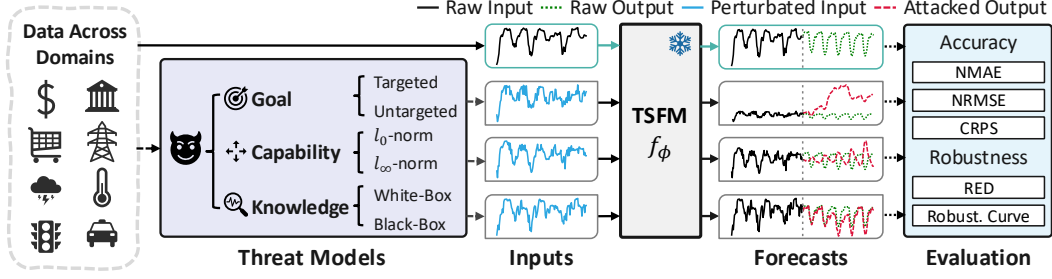 Raw Input Raw Output Perturbated Input Attacked Output
Data Across
Domains
Goal
Targeted
Untargeted
Capability
l₀-norm
l∞-norm
Knowledge
White-Box
Black-Box
Threat Models
Inputs
TSFM
f_ϕ
Forecasts
Accuracy
NMAE
NRMSE
CRPS
Robustness
RED
Robust. Curve
Evaluation